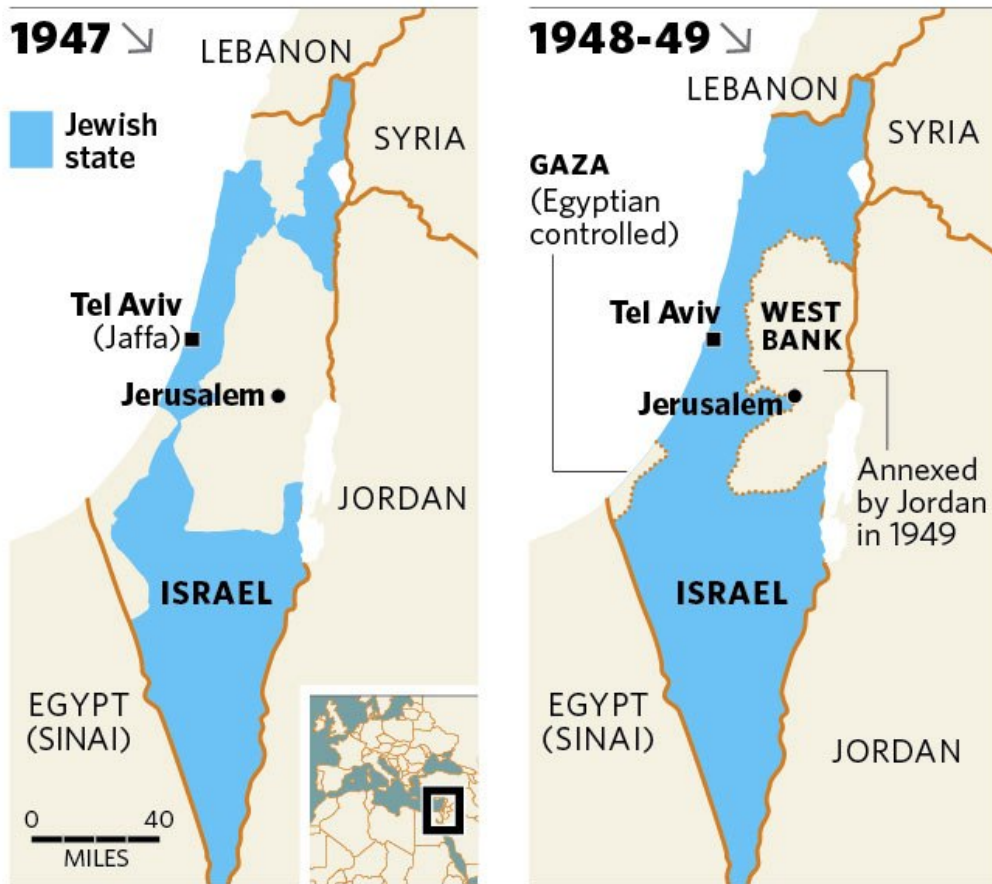 1947
LEBANON
Jewish
state
SYRIA
Tel Aviv
(Jaffa)
Jerusalem
JORDAN
ISRAEL
EGYPT
(SINAI)
0 40
MILES
1948-49
LEBANON
SYRIA
GAZA
(Egyptian
controlled)
Tel Aviv
WEST
BANK
Jerusalem
Annexed
by Jordan
in 1949
ISRAEL
EGYPT
(SINAI)
JORDAN